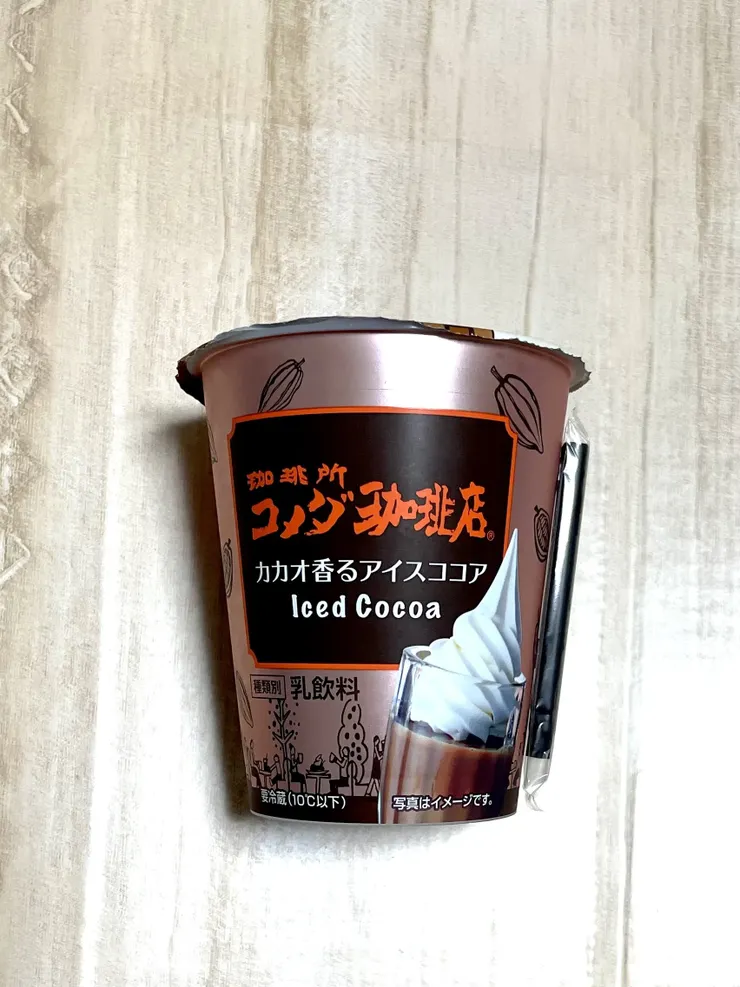 珈琲所
コメダ珈琲店®
カカオ香るアイスココア
Iced Cocoa
種類別 乳飲料
要冷蔵(10℃以下)
写真はイメージです。